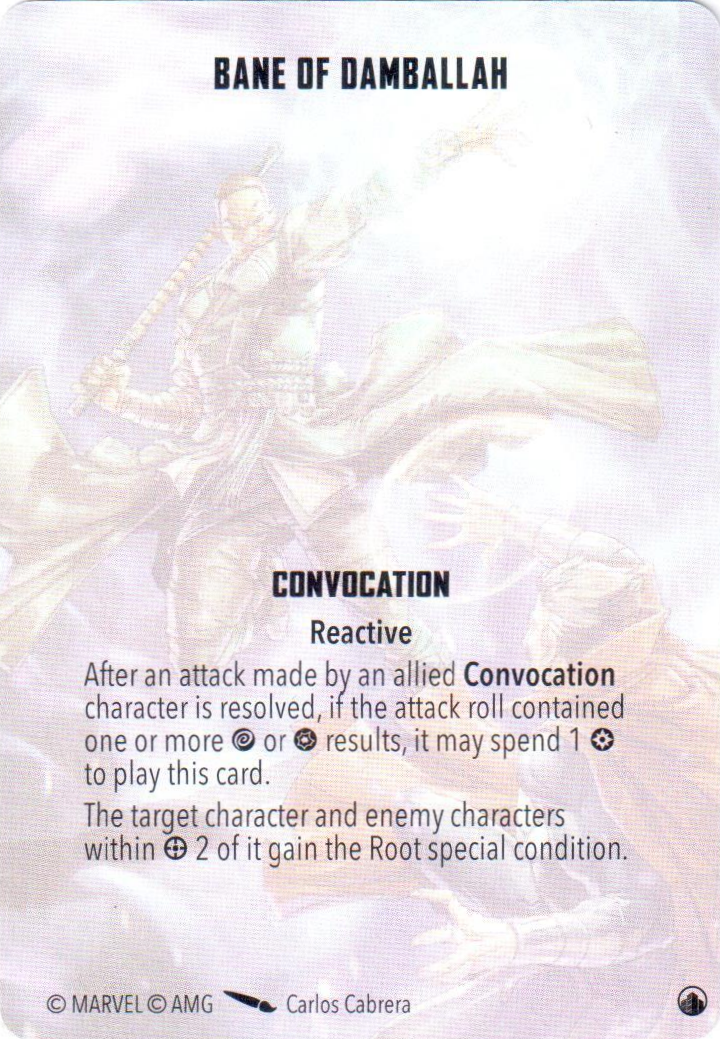 BANE OF DAMBALLAH
CONVOCATION
Reactive
After an attack made by an allied Convocation
character is resolved, if the attack roll contained
one or more or results, it may spend 1
to play this card.
The target character and enemy characters
within 2 of it gain the Root special condition.
© MARVEL © AMG Carlos Cabrera